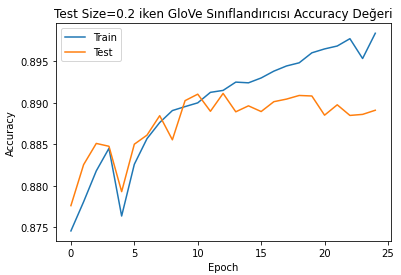 Test Size=0.2 iken GloVe Sınıflandırıcısı Accuracy Değeri
Train
Test
0.895
0.890
0.885
0.880
0.875
Accuracy
0
5
10
15
20
25
Epoch